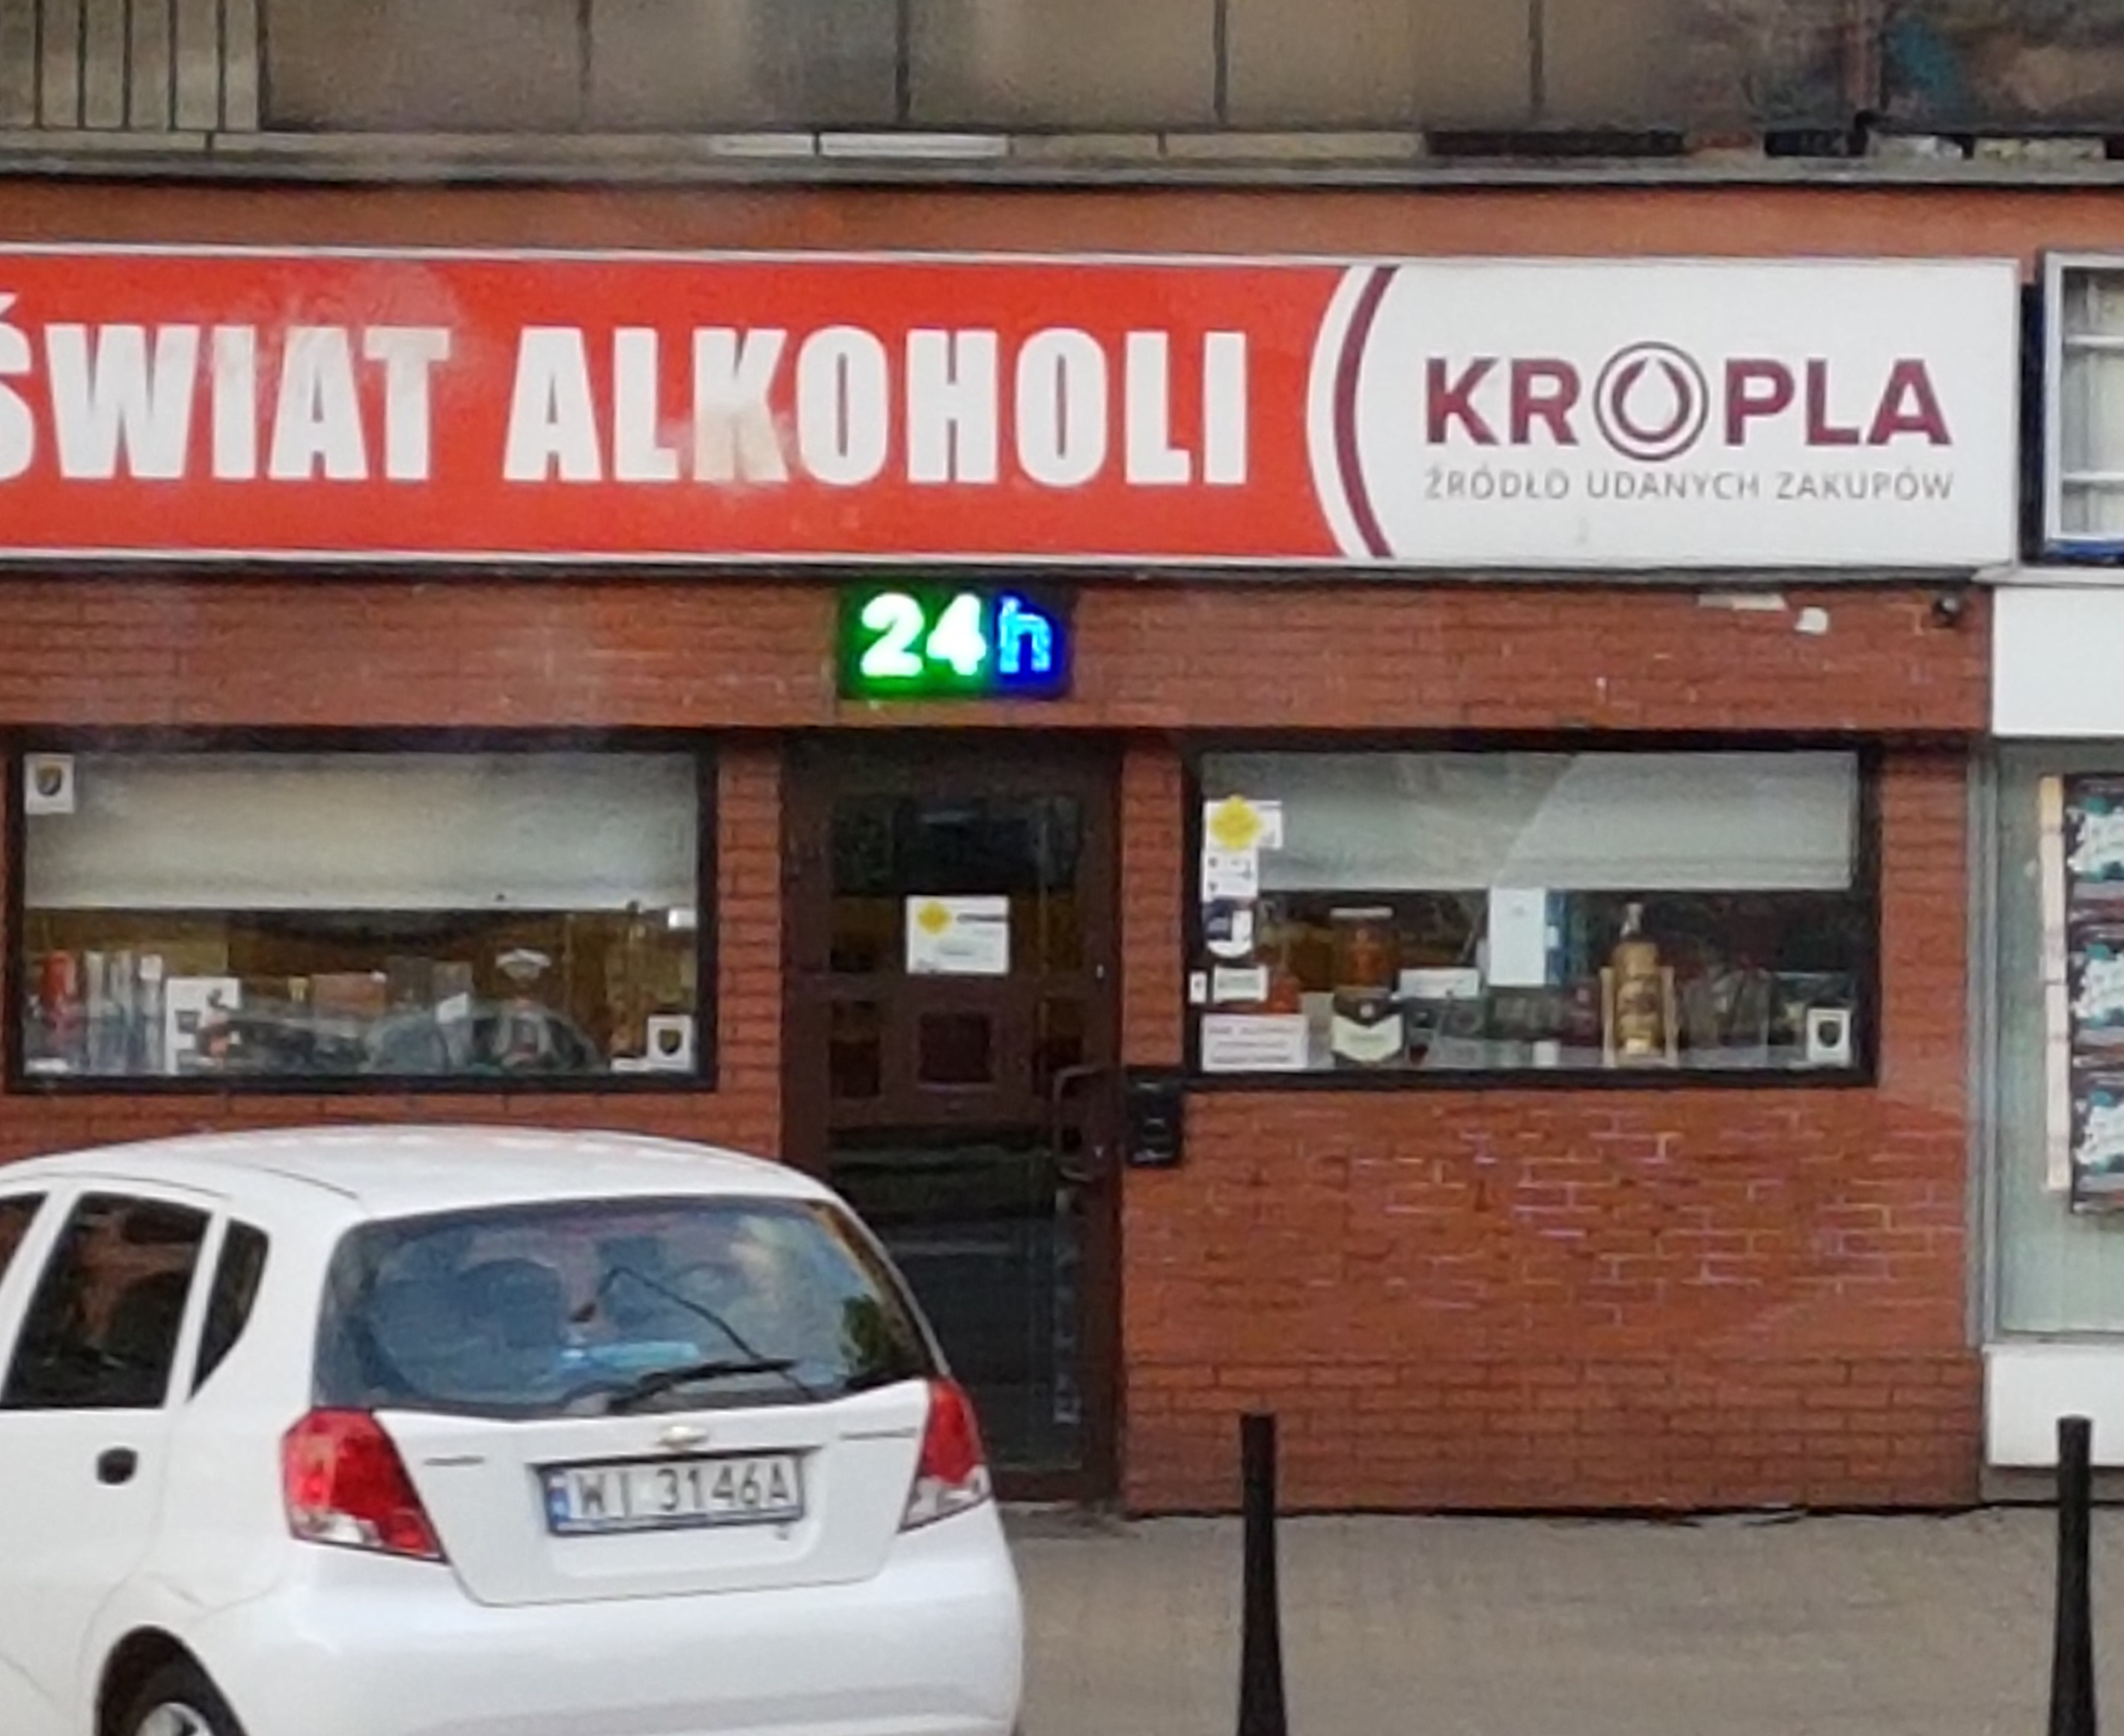 ŚWIAT ALKOHOLI
KROPLA
ŹRÓDŁO UDANYCH ZAKUPÓW
24h
WI 3146A